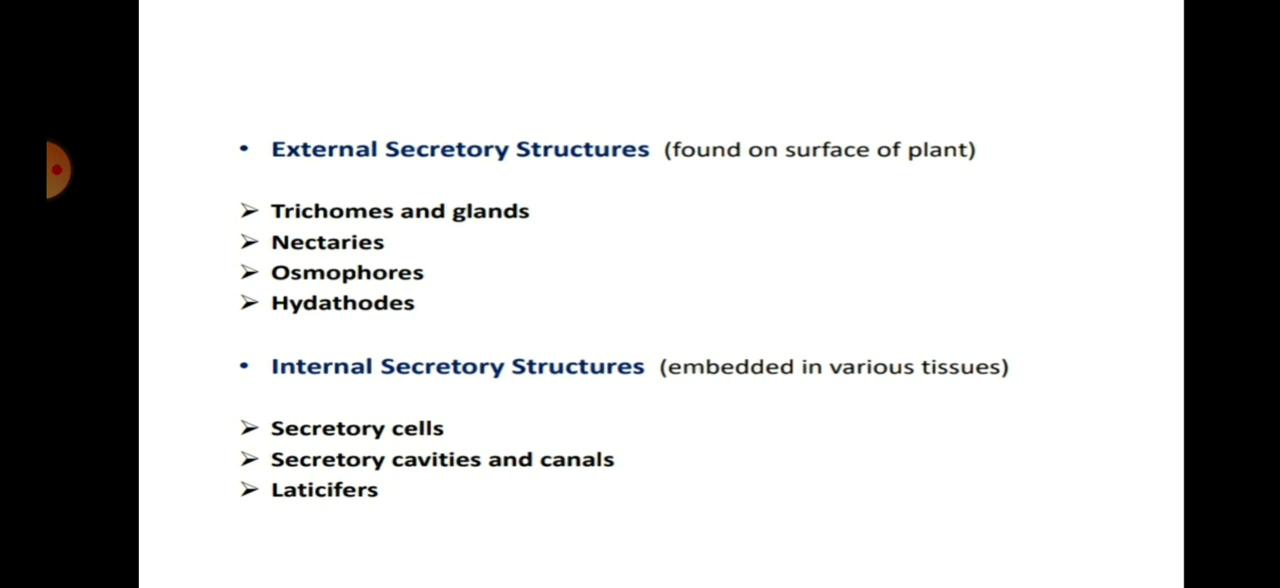 • External Secretory Structures (found on surface of plant)
➢ Trichomes and glands
➢ Nectaries
➢ Osmophores
➢ Hydathodes
• Internal Secretory Structures (embedded in various tissues)
➢ Secretory cells
➢ Secretory cavities and canals
➢ Laticifers